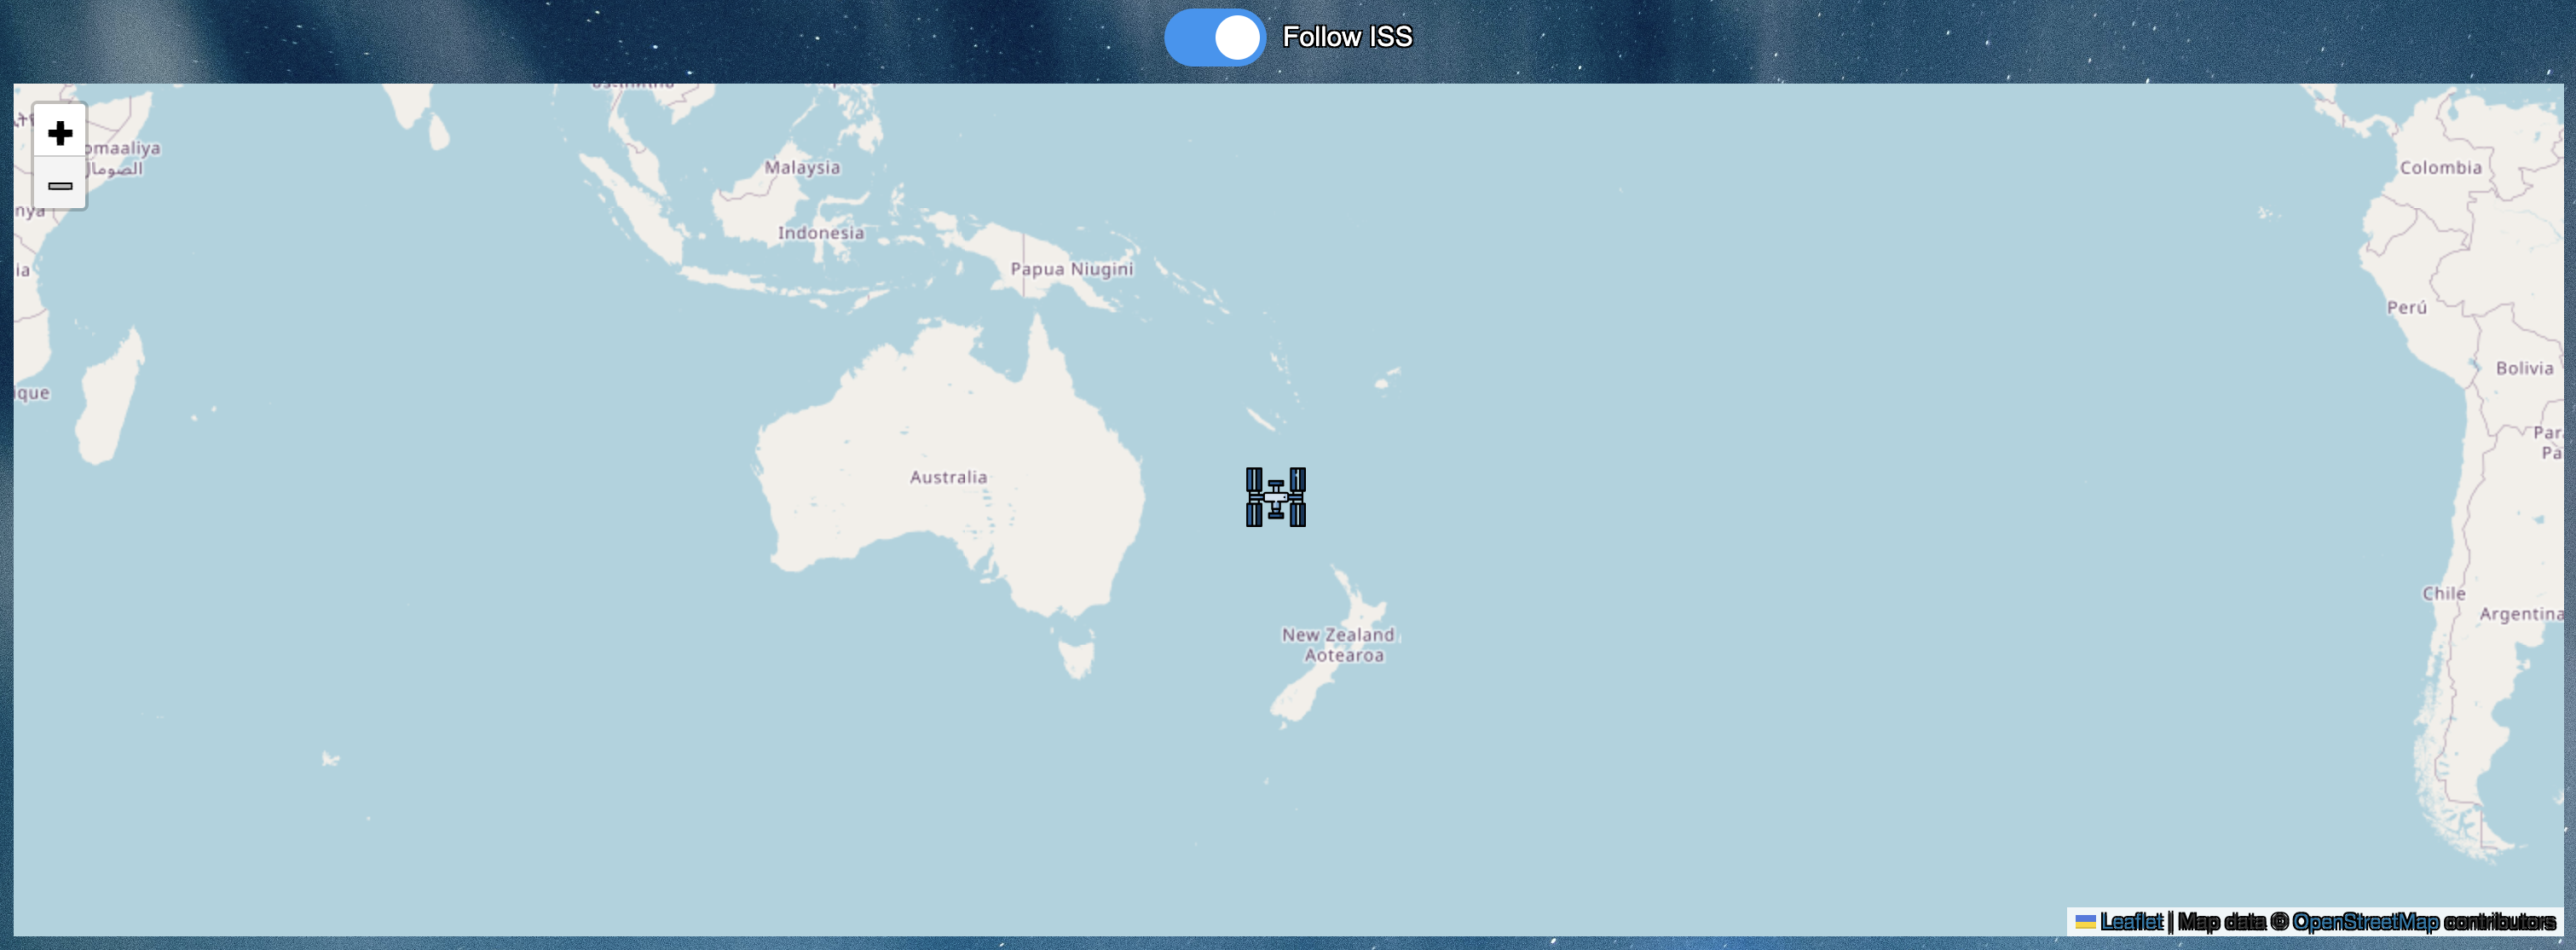 Follow ISS
+
−
omaaliya
الصومال
nya
ia
ique
Malaysia
Indonesia
Papua Niugini
Australia
New Zealand
Aotearoa
Colombia
Perú
Bolivia
Par
Pa
Chile
Argentina
Leaflet | Map data © OpenStreetMap contributors